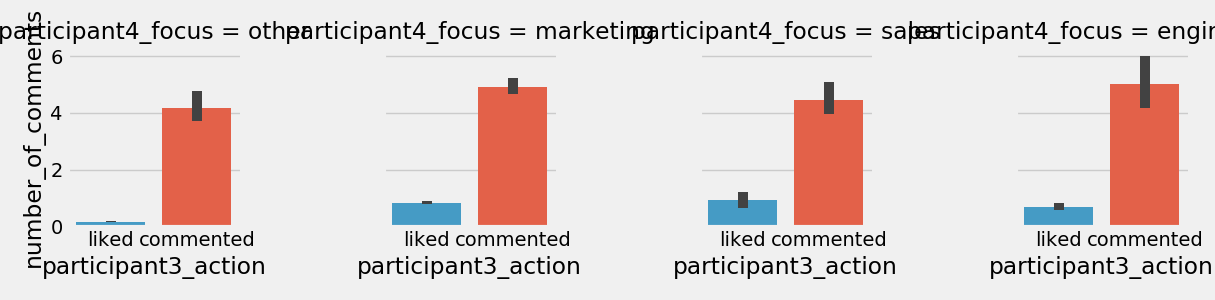 participant4_focus = other
participant4_focus = marketing
participant4_focus = sales
participant4_focus = engin
number_of_comments
6
4
2
0
liked commented
liked commented
liked commented
liked commented
participant3_action
participant3_action
participant3_action
participant3_action